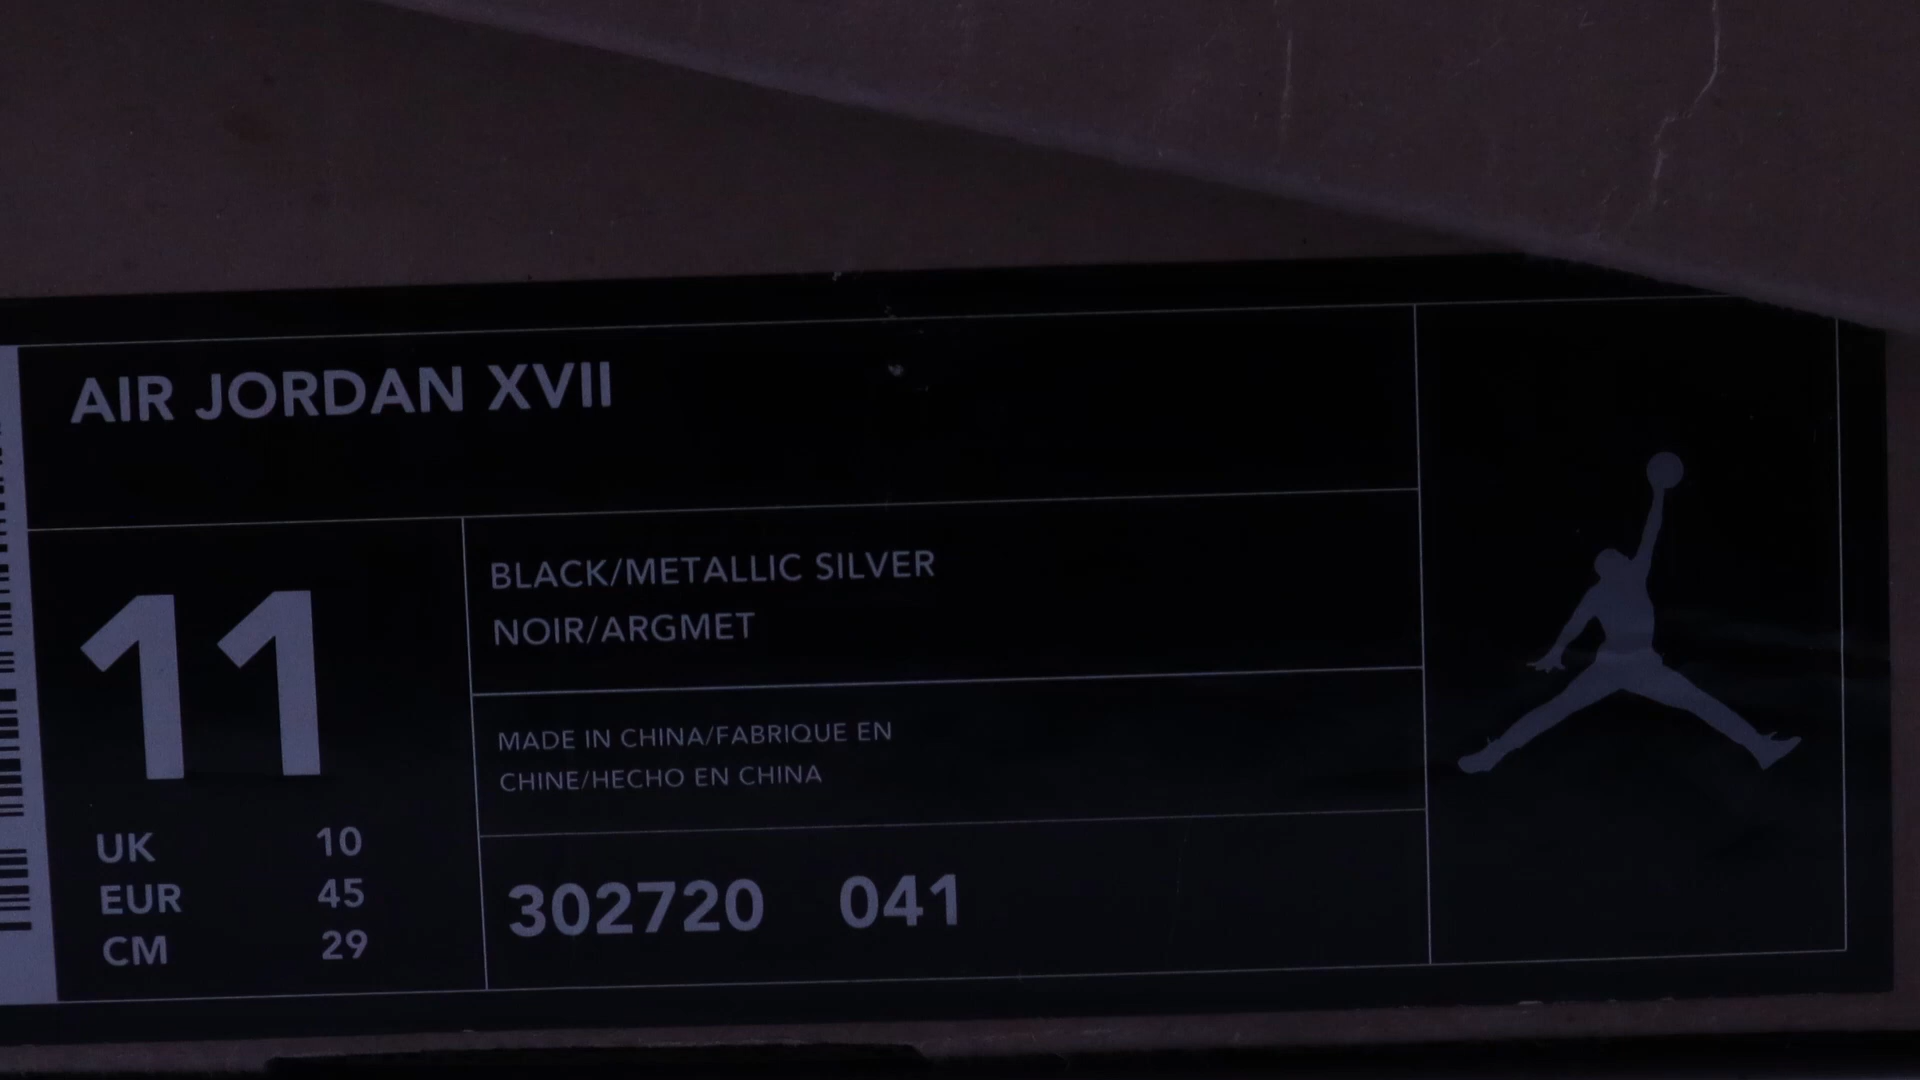 AIR JORDAN XVII
11
BLACK/METALLIC SILVER
NOIR/ARGMET
MADE IN CHINA/FABRIQUE EN
CHINE/HECHO EN CHINA
UK 10
EUR 45
CM 29
302720 041